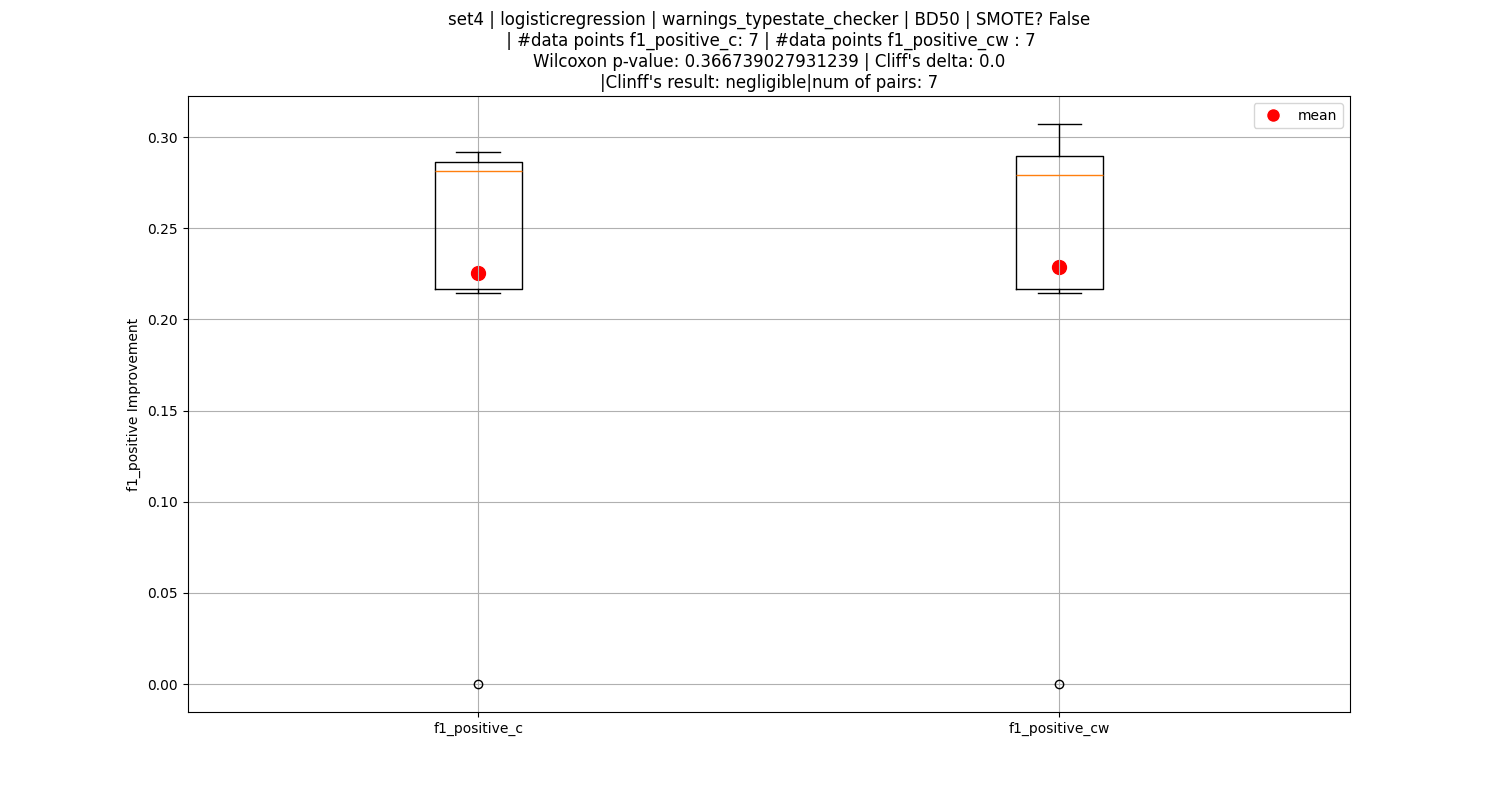 set4 | logisticregression | warnings_typestate_checker | BD50 | SMOTE? False
| #data points f1_positive_c: 7 | #data points f1_positive_cw : 7
Wilcoxon p-value: 0.366739027931239 | Cliff's delta: 0.0
|Clinff's result: negligible|num of pairs: 7
mean
0.30
0.25
0.20
0.15
0.10
0.05
0.00
f1_positive Improvement
f1_positive_c
f1_positive_cw